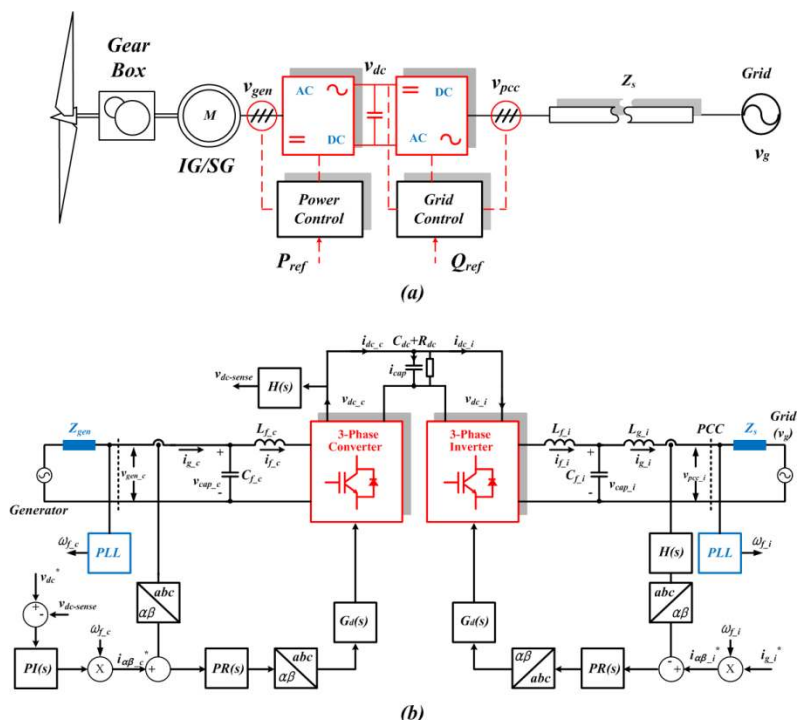 Gear
Box
v_gen
v_dc
v_pcc
Z_s
Grid
AC
DC
DC
AC
M
IG/SG
v_g
Power
Control
Grid
Control
P_ref
Q_ref
(a)
i_dc_c
C_dc+R_dc
i_dc_i
v_dc-sense
H(s)
i_cap
v_dc_c
v_dc_i
Z_gen
L_f_c
3-Phase
Converter
3-Phase
Inverter
L_f_i
L_g_i
PCC
Z_s
Grid
(v_g)
v_gen_c
i_g_c
+
v_cap_c
-
C_f_c
i_f_c
i_f_i
C_f_i
+
v_cap_i
-
i_g_i
v_pcc_i
Generator
ω_f_c
PLL
H(s)
PLL
ω_f_i
v_dc*
+
-
v_dc-sense
abc
αβ
G_d(s)
G_d(s)
abc
αβ
PI(s)
ω_f_c
X
i_αβ_c*
+
PR(s)
abc
αβ
αβ
abc
PR(s)
-
+
i_αβ_i*
ω_f_i
X
i_g_i*
(b)